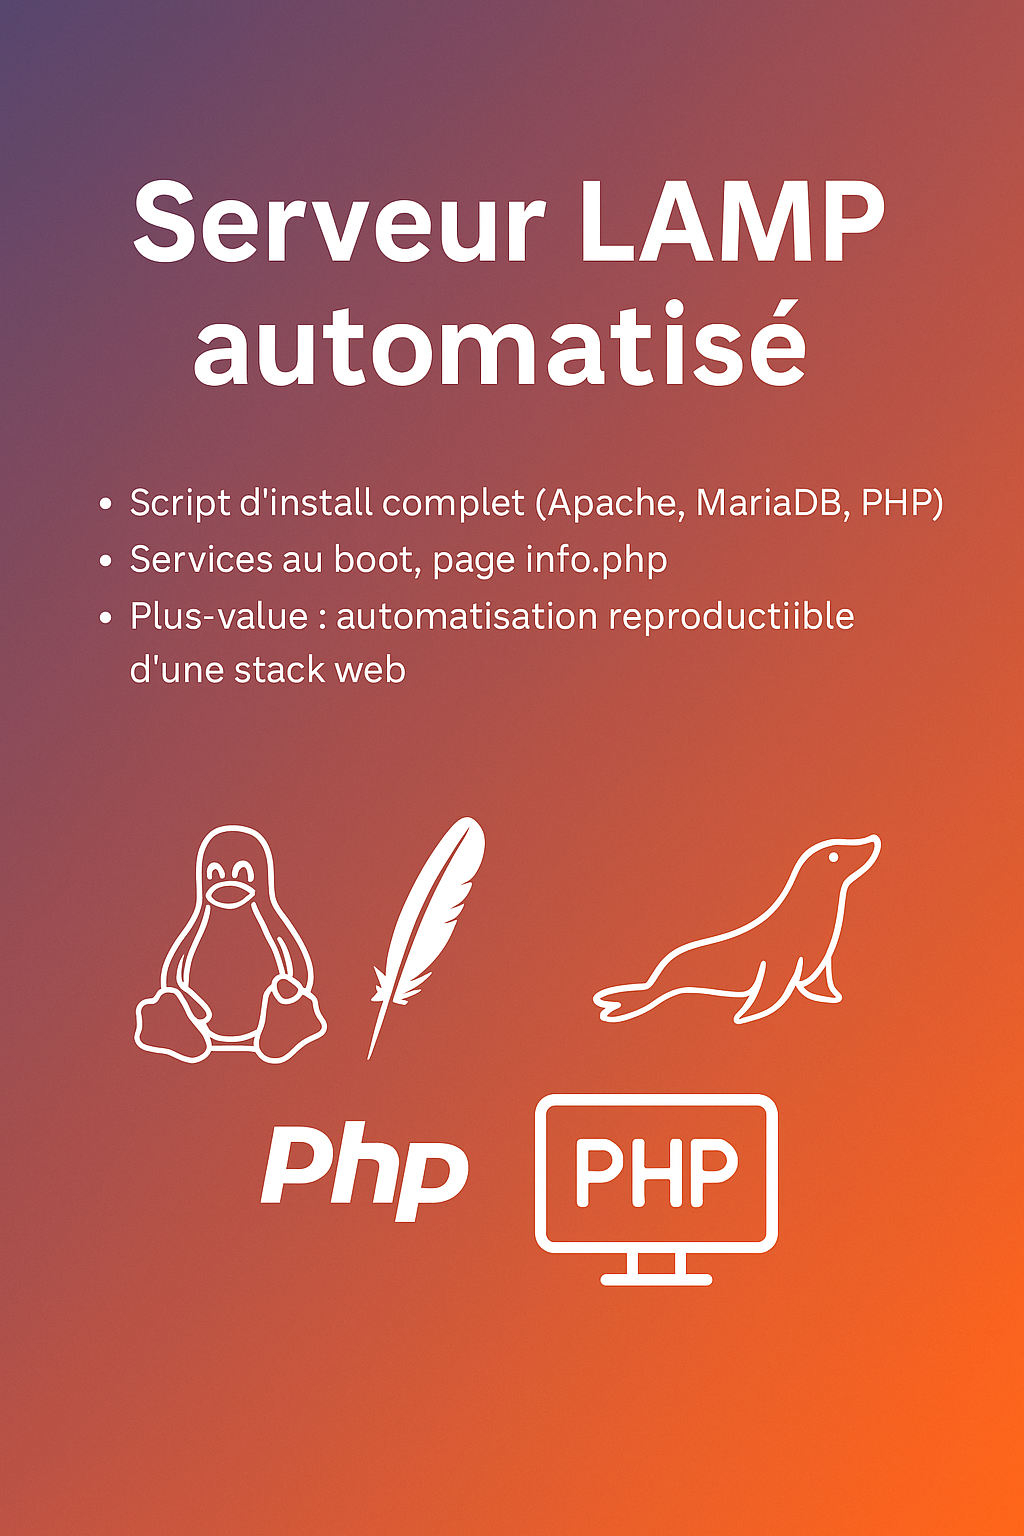 Serveur LAMP
automatisé
• Script d'install complet (Apache, MariaDB, PHP)
• Services au boot, page info.php
• Plus-value : automatisation reproductiible
d'une stack web
Php
PHP